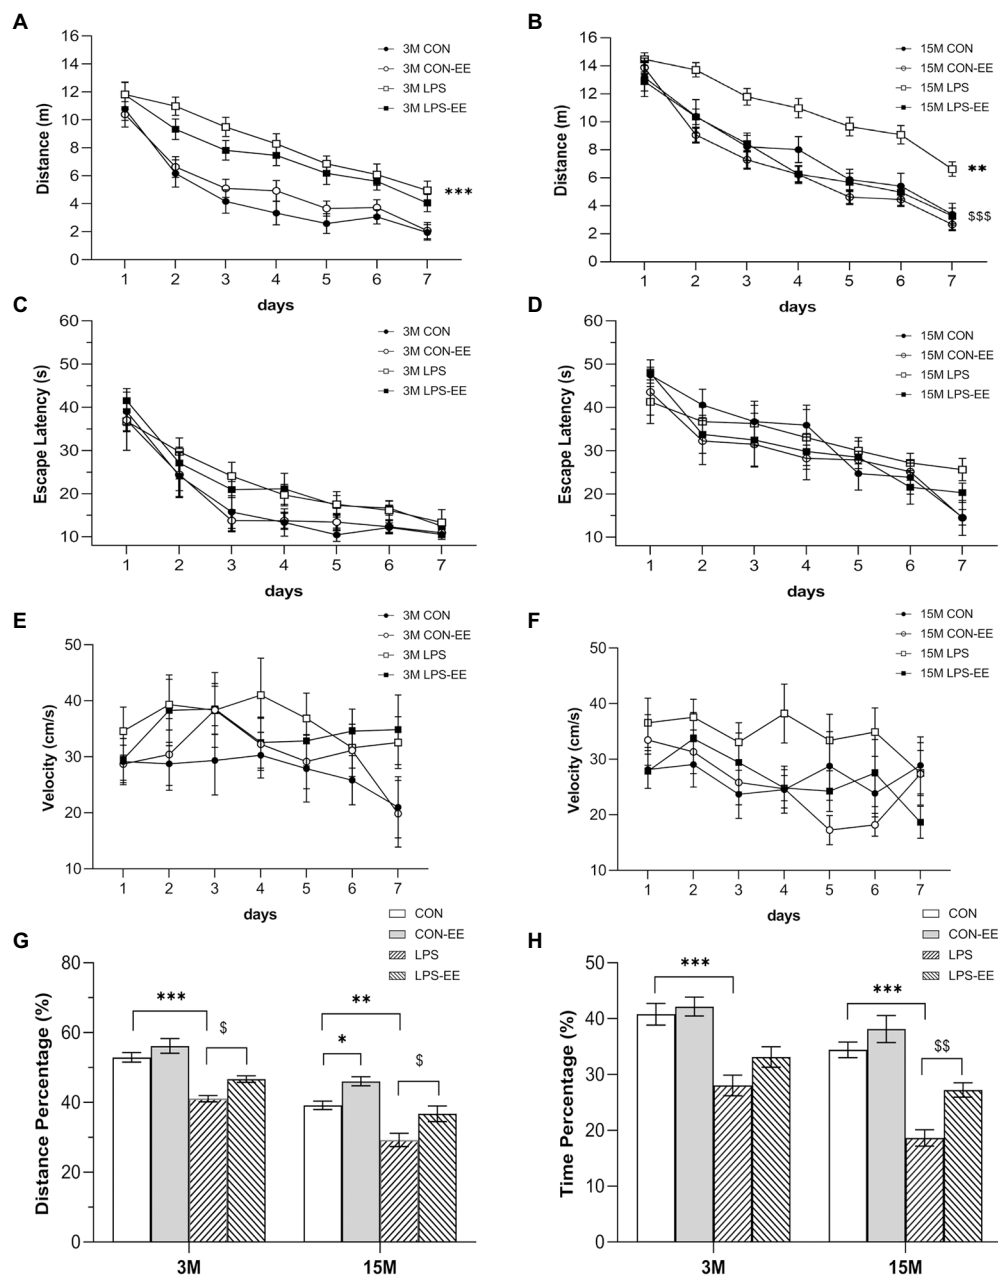 A
Distance (m)
16
14
12
10
8
6
4
2
0
3M CON
3M CON-EE
3M LPS
3M LPS-EE
***
1 2 3 4 5 6 7
days
B
Distance (m)
16
14
12
10
8
6
4
2
0
15M CON
15M CON-EE
15M LPS
15M LPS-EE
**
$$$
1 2 3 4 5 6 7
days
C
Escape Latency (s)
60
50
40
30
20
10
3M CON
3M CON-EE
3M LPS
3M LPS-EE
1 2 3 4 5 6 7
days
D
Escape Latency (s)
60
50
40
30
20
10
15M CON
15M CON-EE
15M LPS
15M LPS-EE
1 2 3 4 5 6 7
days
E
Velocity (cm/s)
50
40
30
20
10
3M CON
3M CON-EE
3M LPS
3M LPS-EE
1 2 3 4 5 6 7
days
F
Velocity (cm/s)
50
40
30
20
10
15M CON
15M CON-EE
15M LPS
15M LPS-EE
1 2 3 4 5 6 7
days
G
Distance Percentage (%)
80
60
40
20
0
CON
CON-EE
LPS
LPS-EE
***
$
**
*
$
3M 15M
H
Time Percentage (%)
50
40
30
20
10
0
CON
CON-EE
LPS
LPS-EE
***
***
$$
3M 15M